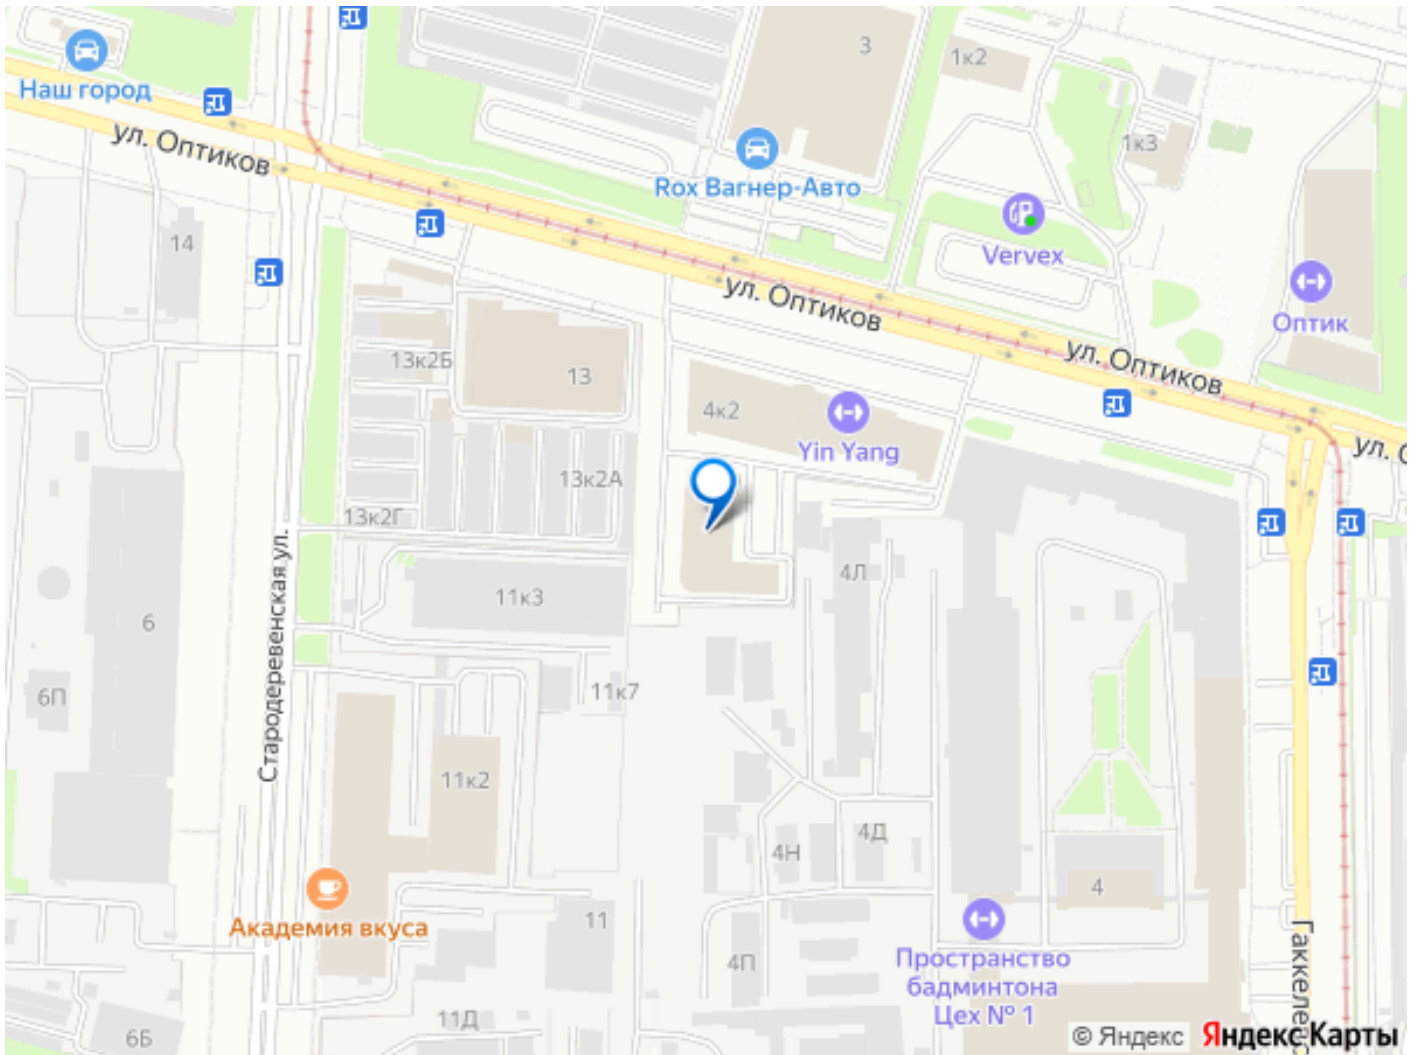 3
1к2
Наш город
ул. Оптиков
1к3
Rox Вагнер-Авто
14
Vervex
ул. Оптиков
Оптик
ул. Оптиков
13к2Б
13
4к2
Yin Yang
ул. О
13к2А
13к2Г
Стародеревенская ул.
4Л
11к3
6
6П
11к7
11к2
4Д
4Н
4
Академия вкуса
11
Пространство
бадминтона
Цех № 1
4П
Гаккелевс
11Д
6Б
© Яндекс Яндекс Карты